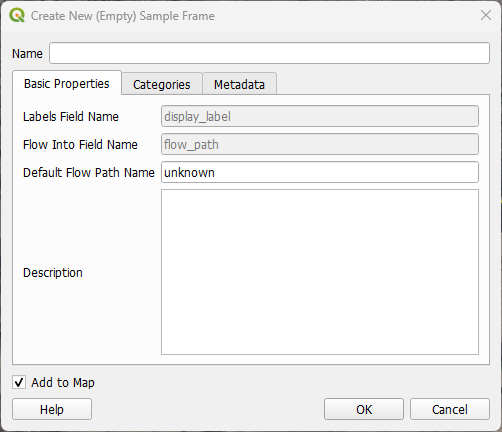 Create New (Empty) Sample Frame
Name
Basic Properties Categories Metadata
Labels Field Name display_label
Flow Into Field Name flow_path
Default Flow Path Name unknown
Description
Add to Map
Help OK Cancel